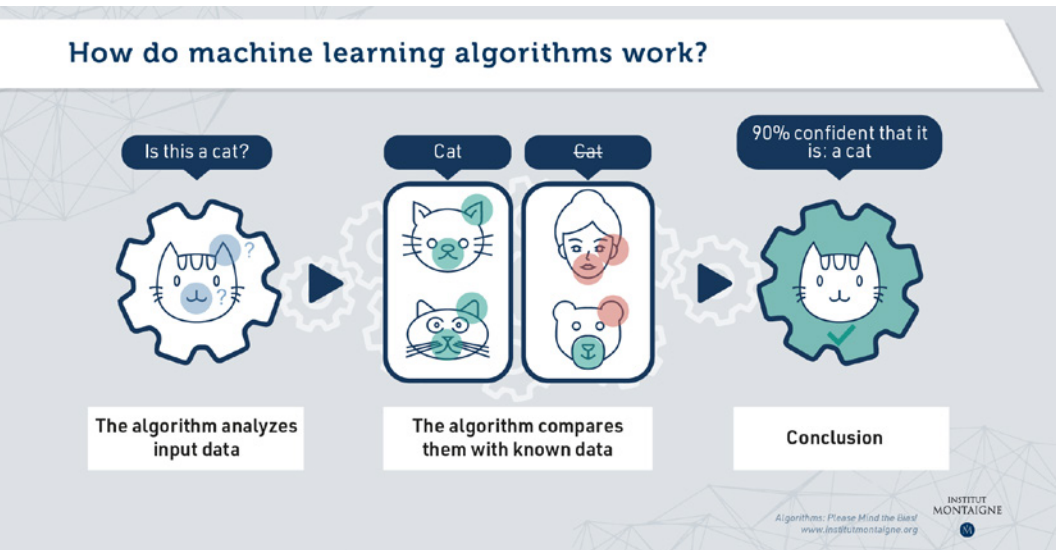 How do machine learning algorithms work?
Is this a cat?
?
?
Cat
Cat
90% confident that it
is: a cat
The algorithm analyzes
input data
The algorithm compares
them with known data
Conclusion
Algorithms: Please Mind the Bias!
www.institutmontaigne.org
INSTITUT
MONTAIGNE